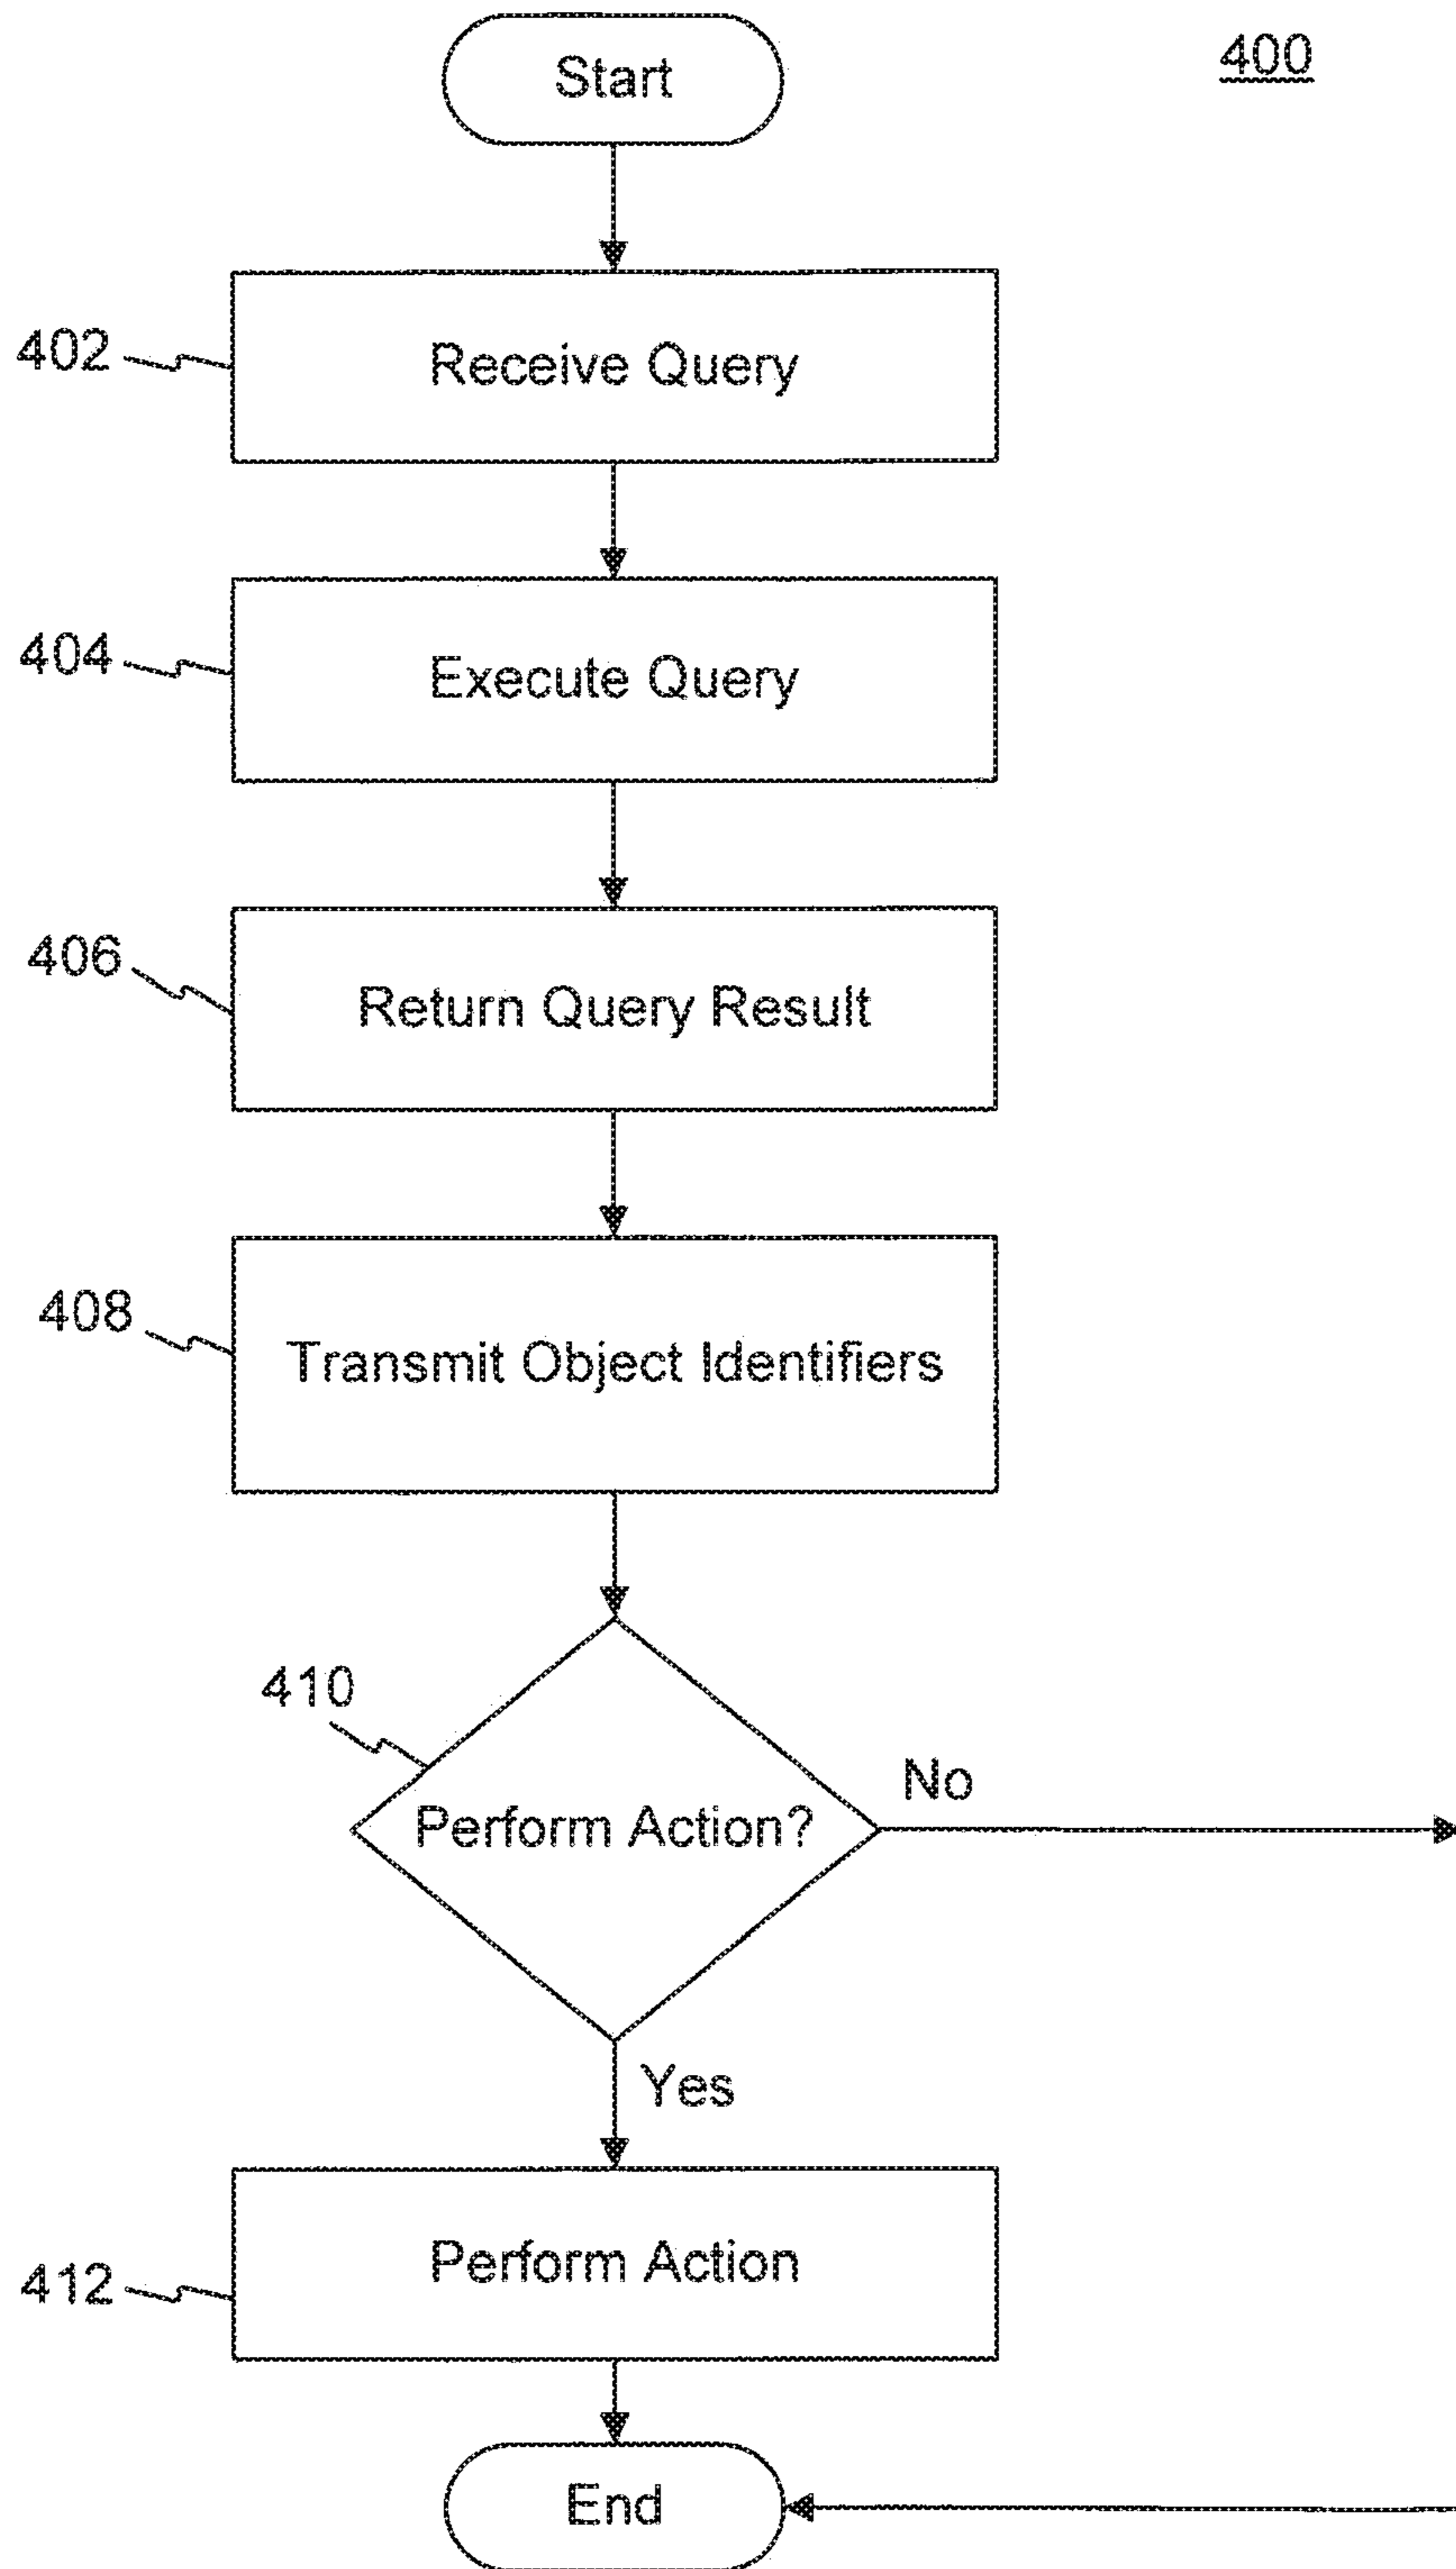 Start
400
402
Receive Query
404
Execute Query
406
Return Query Result
408
Transmit Object Identifiers
410
Perform Action?
No
Yes
412
Perform Action
End